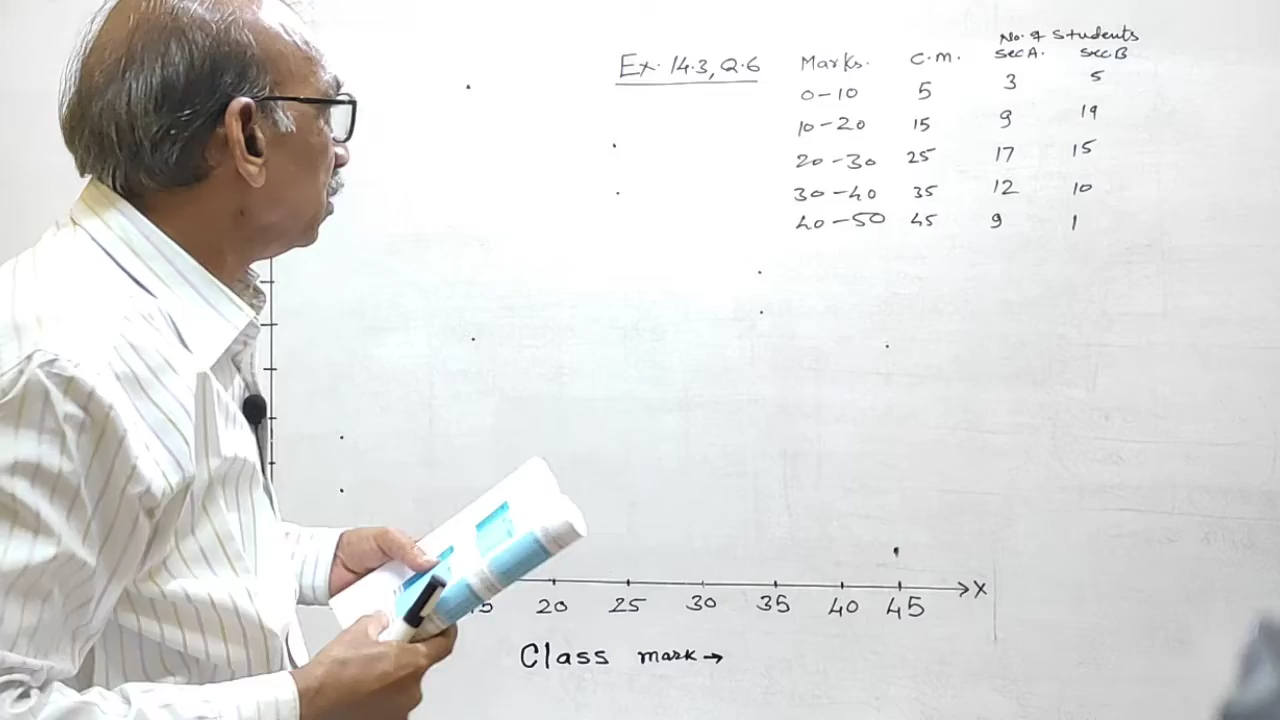 No. of Students
Ex. 14.3, Q.6 Marks. C.M. Sec A. Sec B
0-10 5 3 5
10-20 15 9 19
20-30 25 17 15
30-40 35 12 10
40-50 45 9 1
X
20 25 30 35 40 45
Class mark →